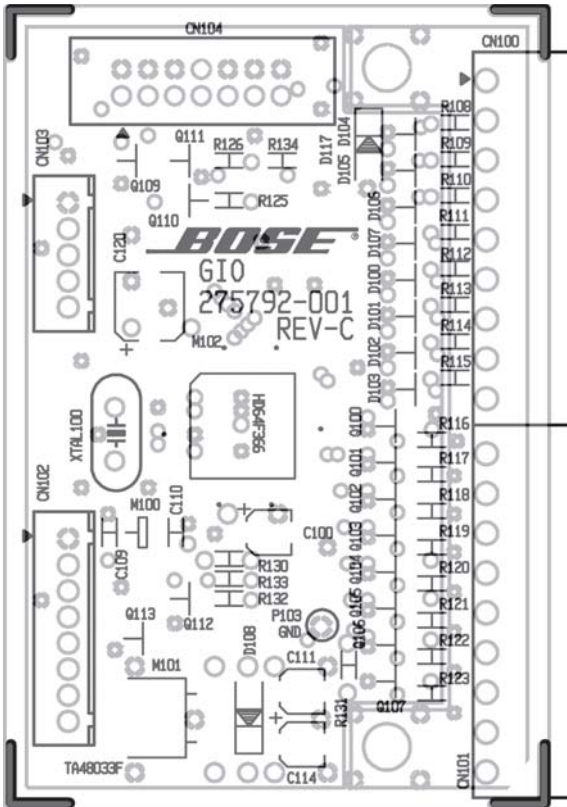 CN104
CN100
CN103
Q111
R126
R134
D104
D117
D105
R108
R109
R110
R111
R112
R113
R114
R115
Q109
Q110
R125
D106
D107
D100
D101
D102
D103
C120
BOSE
GIO
275792-001
REV-C
M102
XTAL100
HD64F366
Q100
Q101
Q102
Q103
Q104
Q105
Q106
Q107
R116
R117
R118
R119
R120
R121
R122
R123
CN102
M100
C110
C109
C100
R130
R133
R132
Q113
Q112
P103
GND
D108
C111
M101
R131
C114
TA48033F
CN101